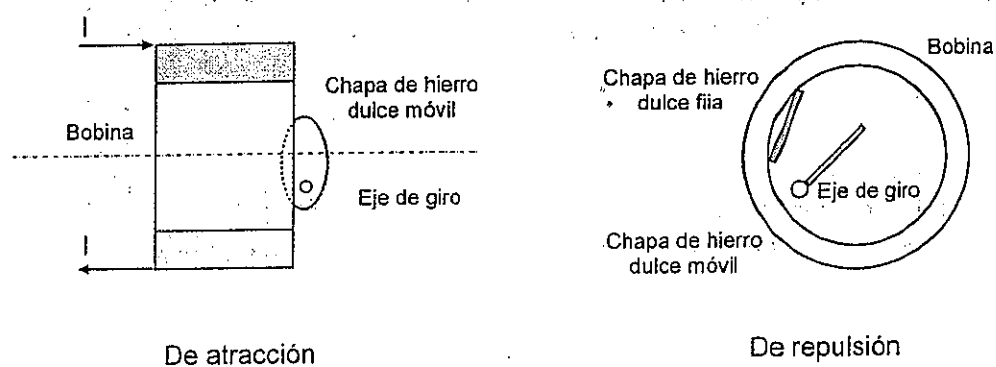 I
Bobina
I
Chapa de hierro
dulce móvil
Eje de giro
De atracción
Bobina
Chapa de hierro
dulce fiia
Eje de giro
Chapa de hierro
dulce móvil
De repulsión